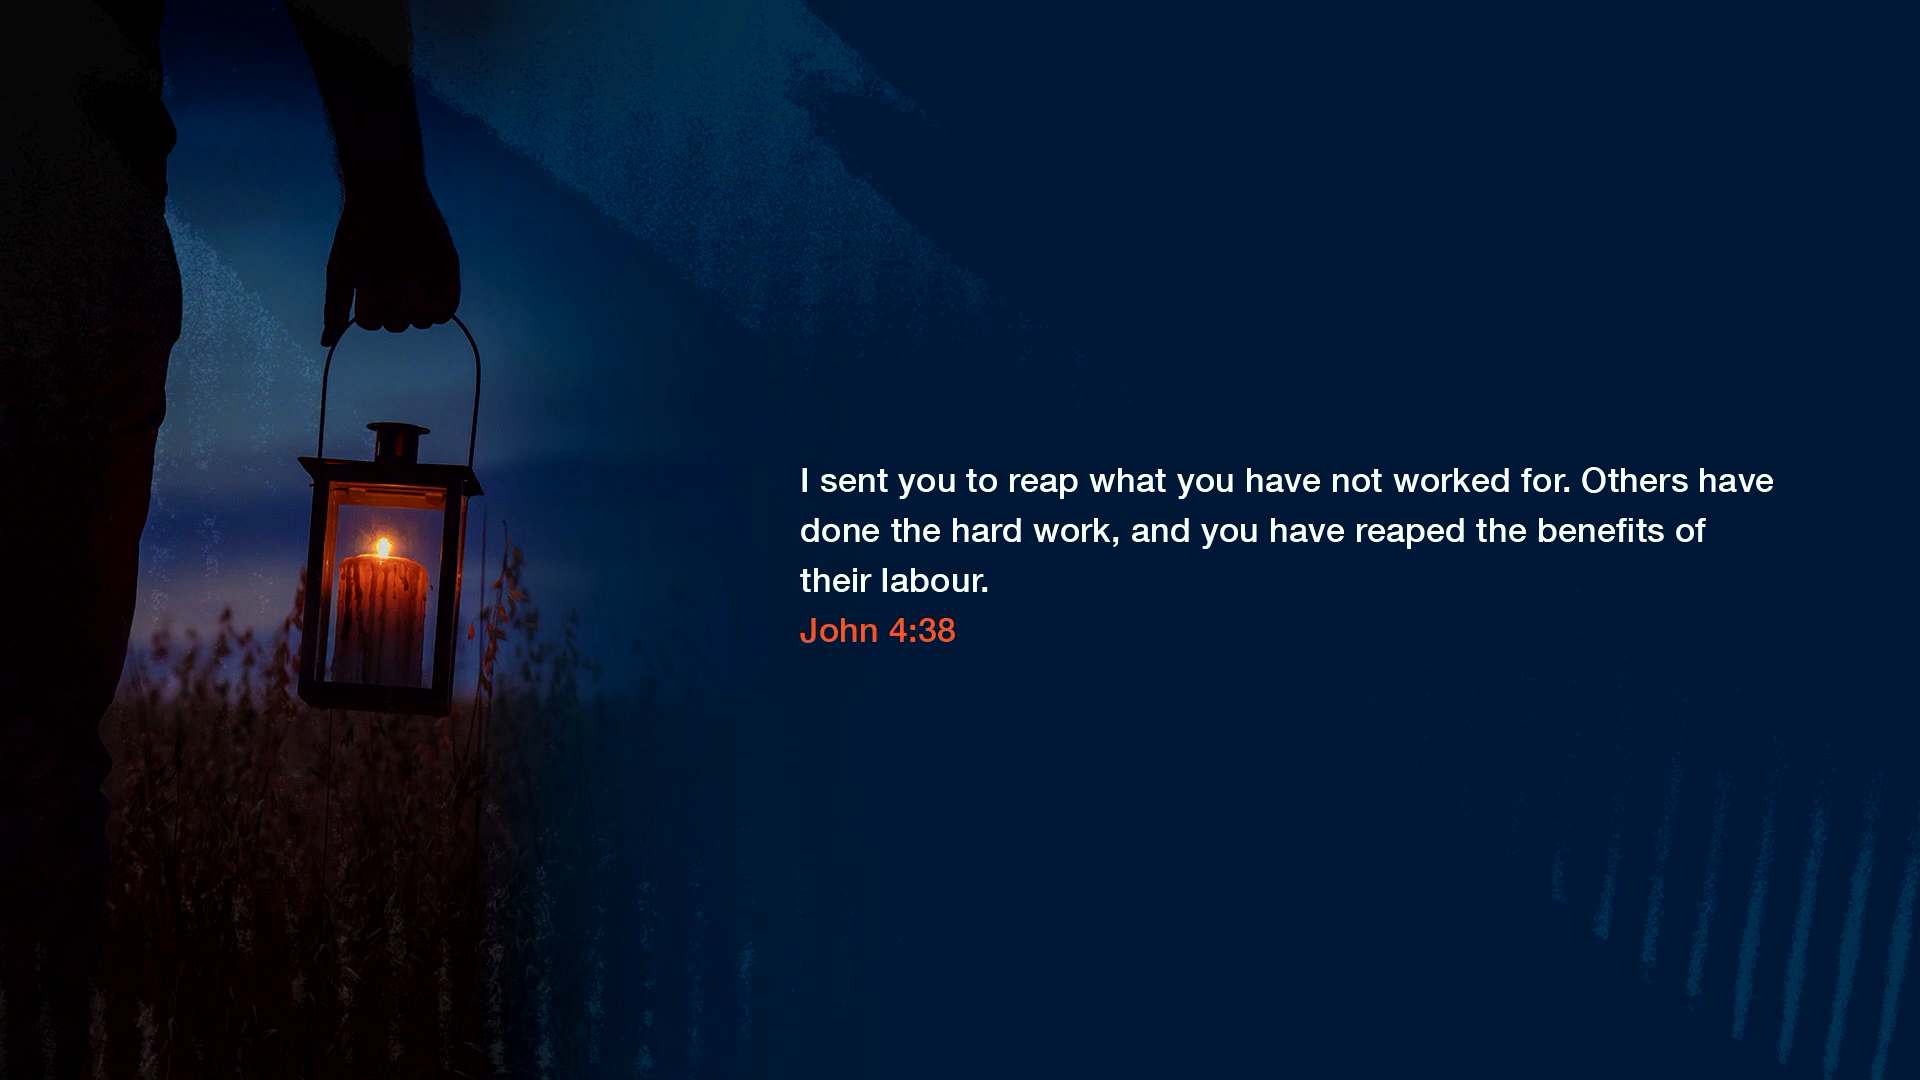 I sent you to reap what you have not worked for. Others have
done the hard work, and you have reaped the benefits of
their labour.
John 4:38